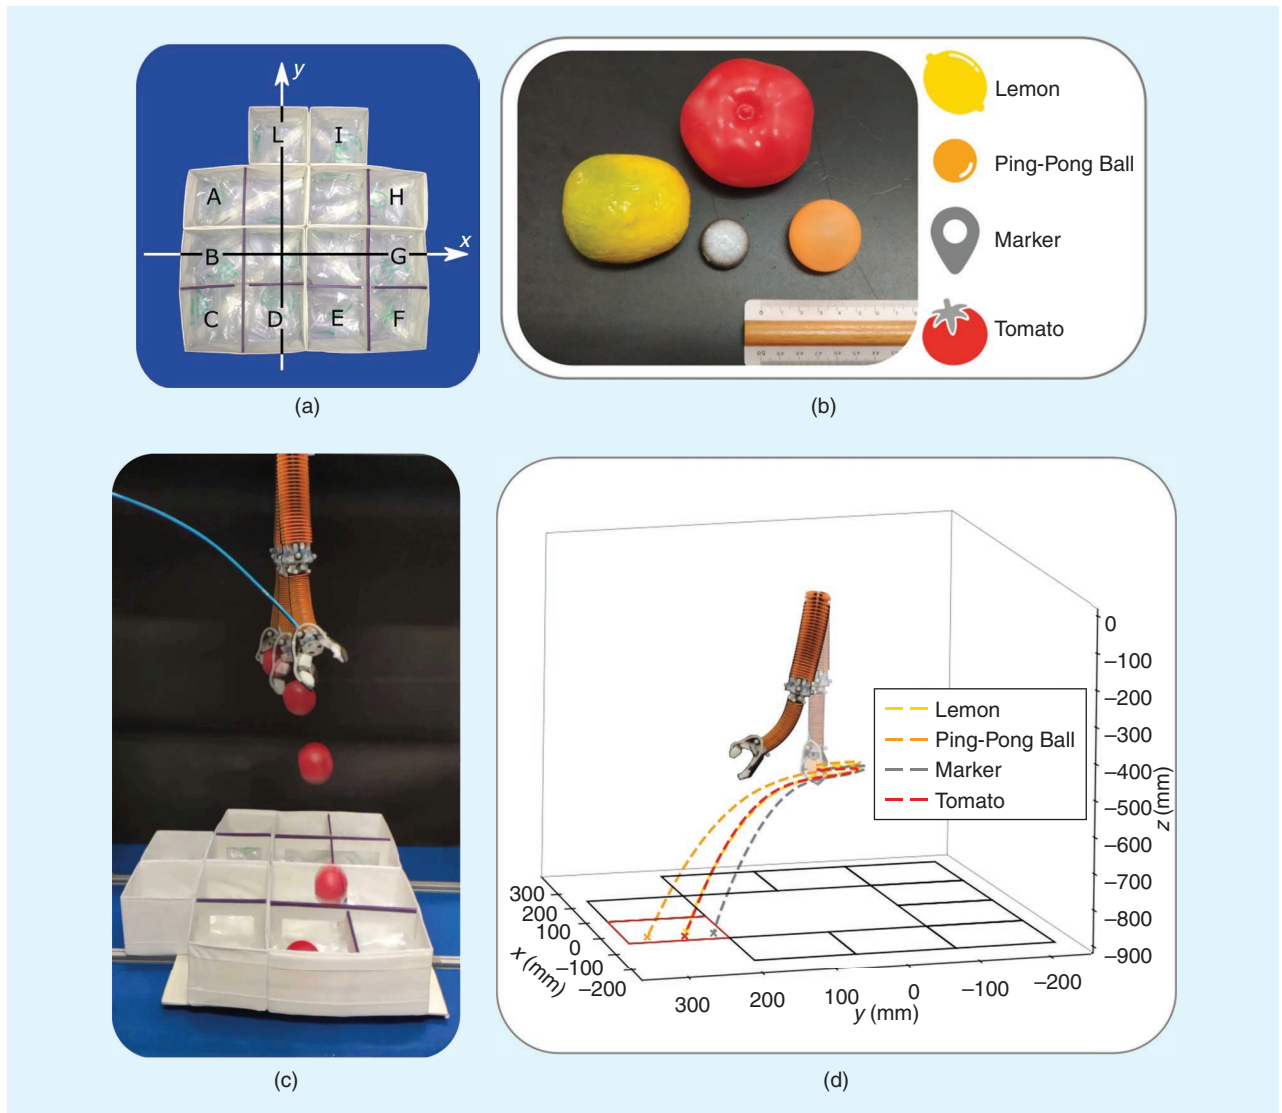 y
L I
A H
x
B G
C D E F
(a)
Lemon
Ping-Pong Ball
Marker
Tomato
(b)
(c)
Lemon
Ping-Pong Ball
Marker
Tomato
0
–100
–200
–300
–400
–500
–600
–700
–800
–900
z (mm)
300
200
100
0
–100
–200
x (mm)
300
200
100
0
–100
–200
y (mm)
(d)